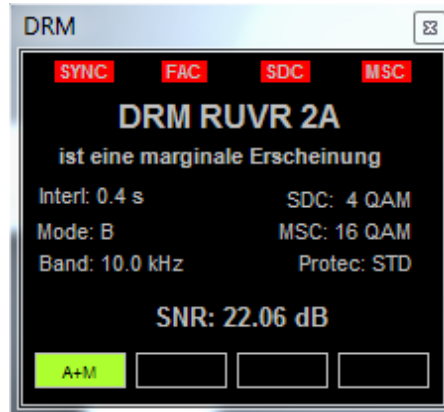 DRM
SYNC FAC SDC MSC
DRM RUVR 2A
ist eine marginale Erscheinung
Interl: 0.4 s SDC: 4 QAM
Mode: B MSC: 16 QAM
Band: 10.0 kHz Protec: STD
SNR: 22.06 dB
A+M